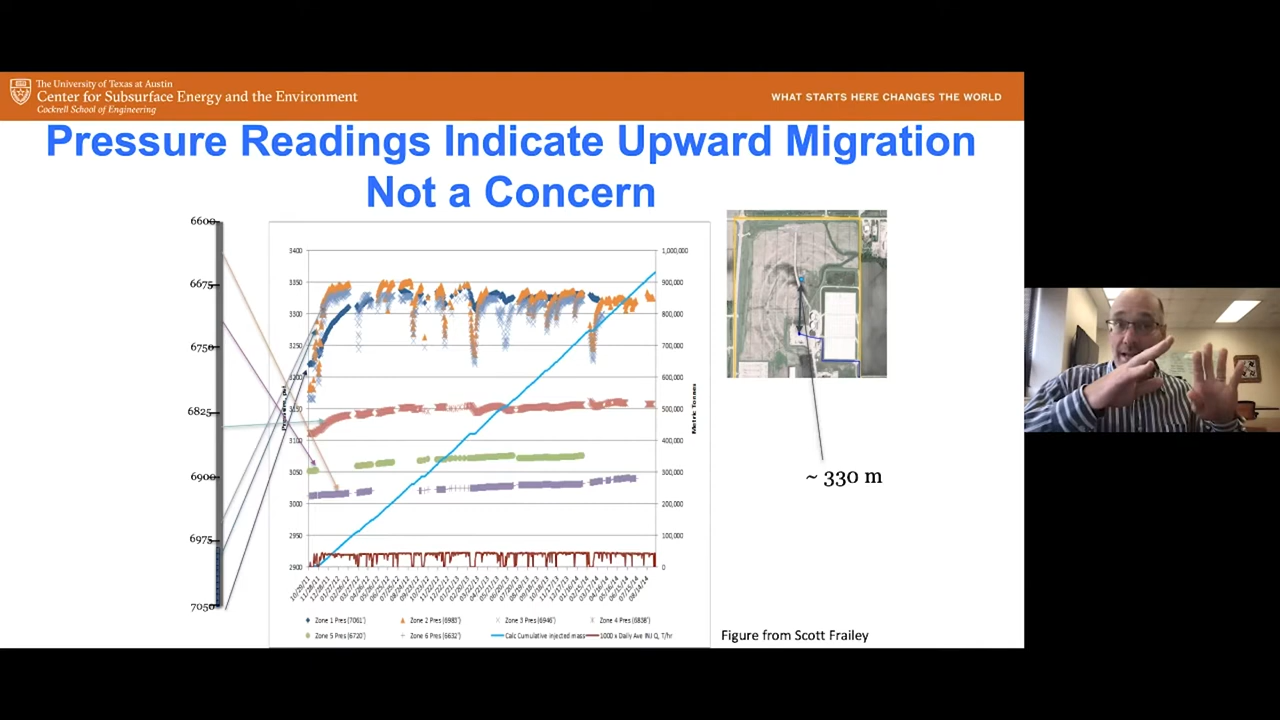 The University of Texas at Austin
Center for Subsurface Energy and the Environment
Cockrell School of Engineering
WHAT STARTS HERE CHANGES THE WORLD
Pressure Readings Indicate Upward Migration
Not a Concern
6600
6675
6750
6825
6900
6975
7050
Pressure, psi
3400
3350
3300
3250
3200
3150
3100
3050
3000
2950
2900
1,000,000
900,000
800,000
700,000
600,000
500,000
400,000
300,000
200,000
100,000
0
Metric Tonnes
Zone 1 Pres (7061') Zone 2 Pres (6983') Zone 3 Pres (6946') Zone 4 Pres (6838')
Zone 5 Pres (6720') Zone 6 Pres (6632') Calc Cumulative injected mass 1000 x Daily Ave INJ Q, T/hr
~ 330 m
Figure from Scott Frailey